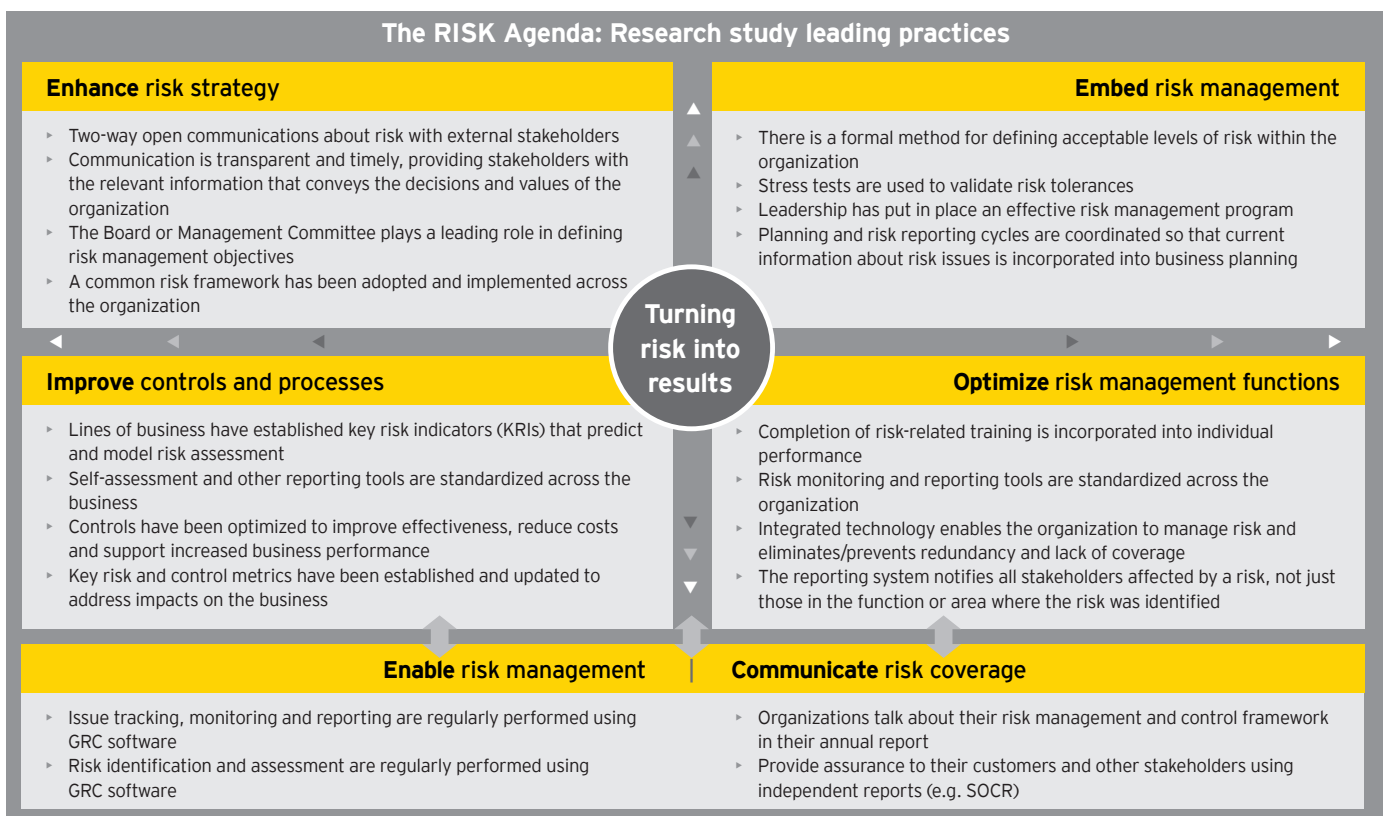 The RISK Agenda: Research study leading practices
Enhance risk strategy
▸ Two-way open communications about risk with external stakeholders
▸ Communication is transparent and timely, providing stakeholders with
the relevant information that conveys the decisions and values of the
organization
▸ The Board or Management Committee plays a leading role in defining
risk management objectives
▸ A common risk framework has been adopted and implemented across
the organization
Embed risk management
▸ There is a formal method for defining acceptable levels of risk within the
organization
▸ Stress tests are used to validate risk tolerances
▸ Leadership has put in place an effective risk management program
▸ Planning and risk reporting cycles are coordinated so that current
information about risk issues is incorporated into business planning
Turning
risk into
results
Improve controls and processes
▸ Lines of business have established key risk indicators (KRIs) that predict
and model risk assessment
▸ Self-assessment and other reporting tools are standardized across the
business
▸ Controls have been optimized to improve effectiveness, reduce costs
and support increased business performance
▸ Key risk and control metrics have been established and updated to
address impacts on the business
Optimize risk management functions
▸ Completion of risk-related training is incorporated into individual
performance
▸ Risk monitoring and reporting tools are standardized across the
organization
▸ Integrated technology enables the organization to manage risk and
eliminates/prevents redundancy and lack of coverage
▸ The reporting system notifies all stakeholders affected by a risk, not just
those in the function or area where the risk was identified
Enable risk management | Communicate risk coverage
▸ Issue tracking, monitoring and reporting are regularly performed using
GRC software
▸ Risk identification and assessment are regularly performed using
GRC software
▸ Organizations talk about their risk management and control framework
in their annual report
▸ Provide assurance to their customers and other stakeholders using
independent reports (e.g. SOCR)